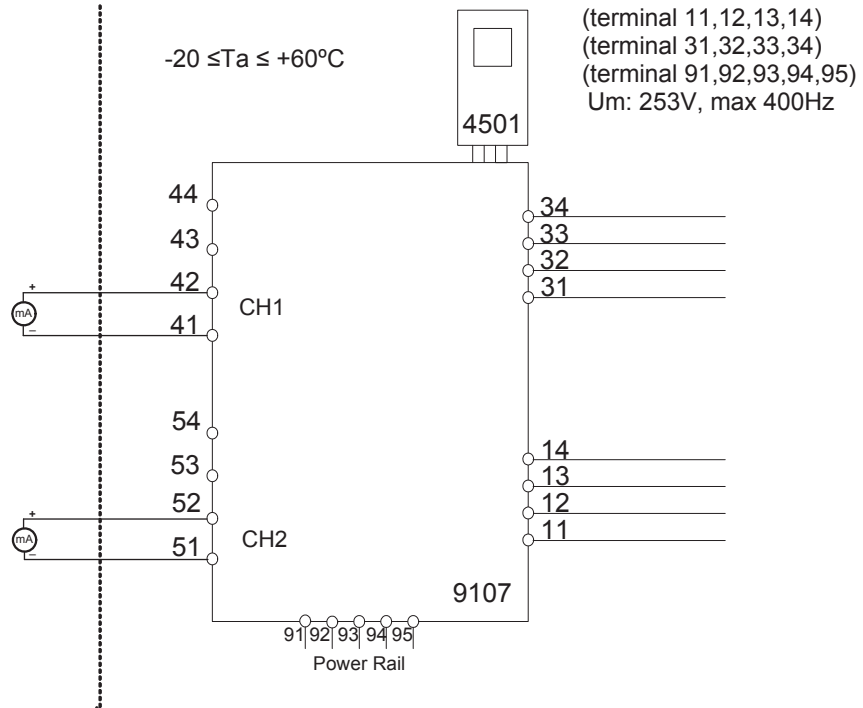 (terminal 11,12,13,14)
-20 ≤Ta ≤ +60ºC
(terminal 31,32,33,34)
(terminal 91,92,93,94,95)
Um: 253V, max 400Hz
4501
44
34
43
33
42
32
+
mA
CH1
31
41
–
54
14
53
13
52
12
+
mA
CH2
11
51
–
9107
91 92 93 94 95
Power Rail